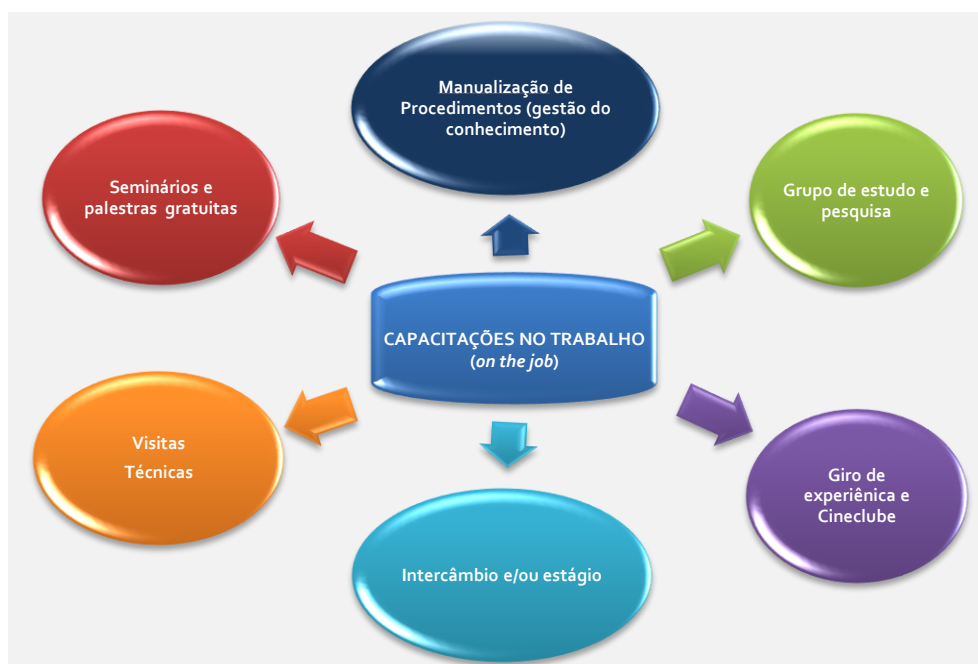 Manualização de
Procedimentos (gestão do
conhecimento)
Seminários e
palestras gratuitas
Grupo de estudo e
pesquisa
CAPACITAÇÕES NO TRABALHO
(on the job)
Visitas
Técnicas
Giro de
experiênica e
Cineclube
Intercâmbio e/ou estágio